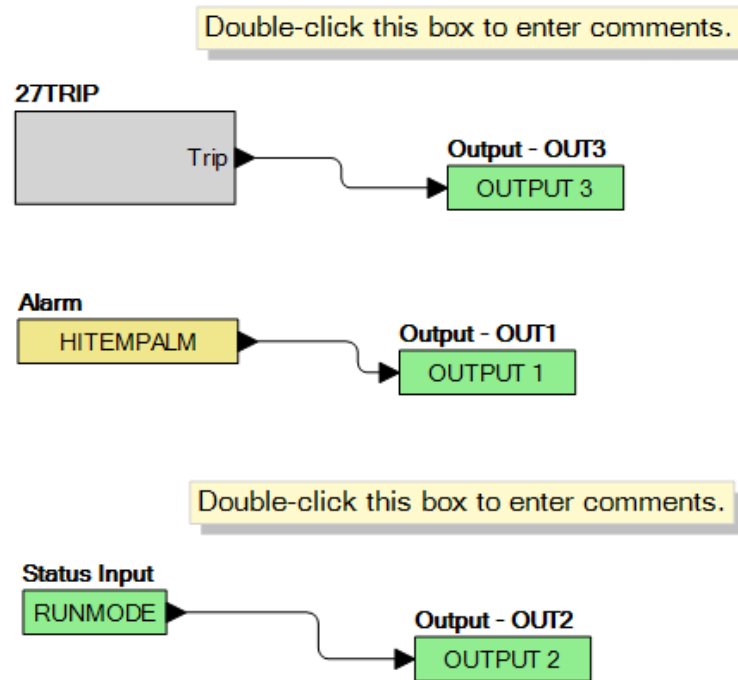 Double-click this box to enter comments.
27TRIP
Trip
Output - OUT3
OUTPUT 3
Alarm
HITEMPALM
Output - OUT1
OUTPUT 1
Double-click this box to enter comments.
Status Input
RUNMODE
Output - OUT2
OUTPUT 2